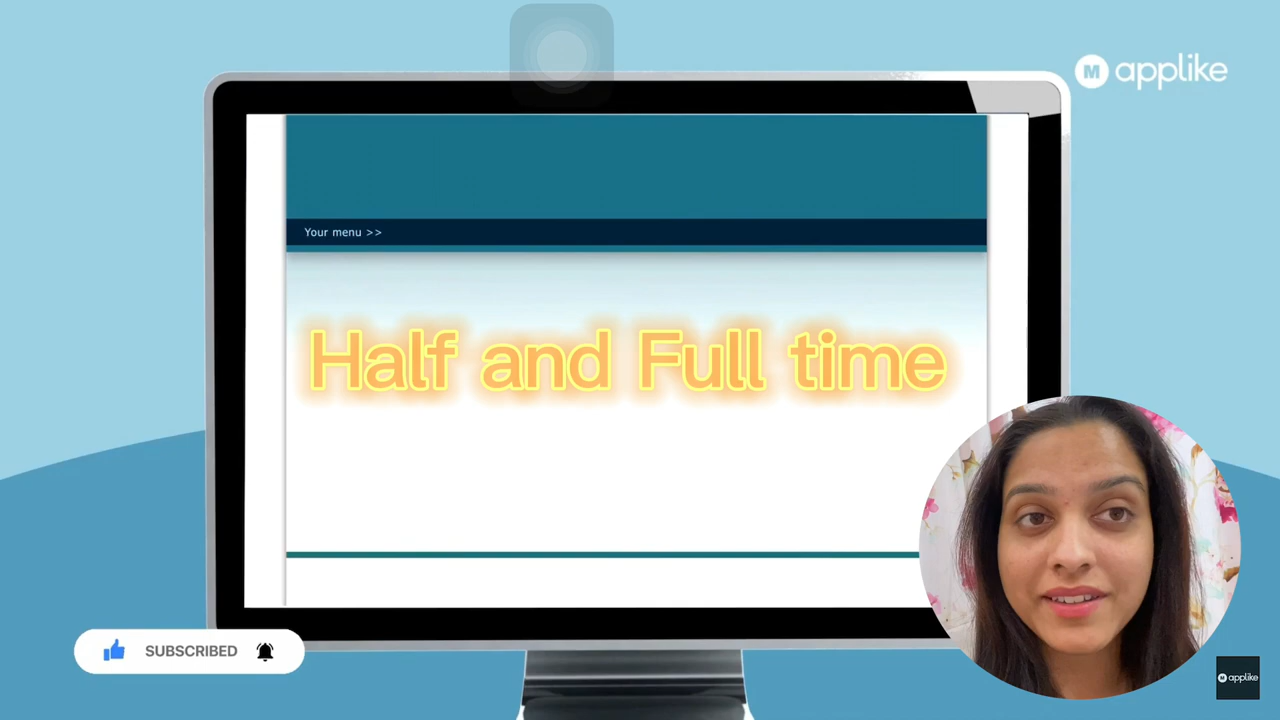 M applike
Your menu >>
Half and Full time
SUBSCRIBED
M applike